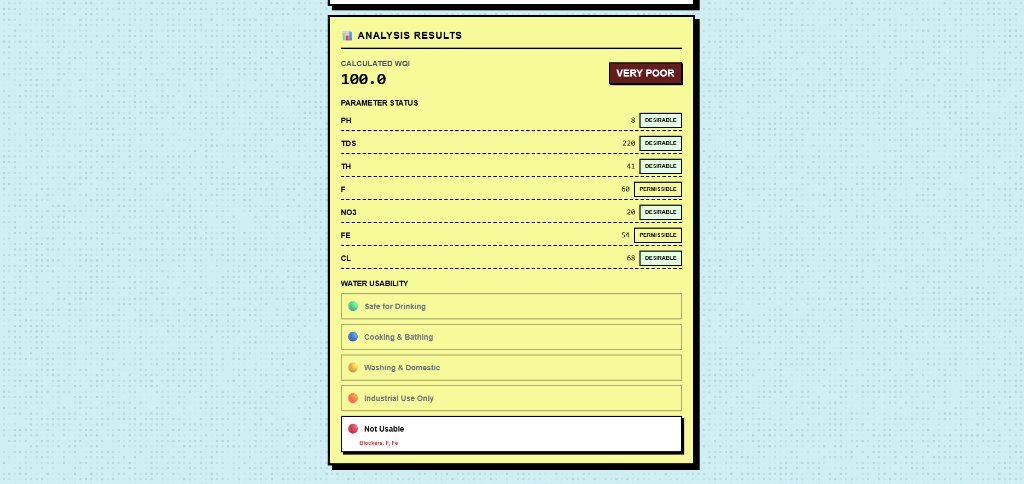 ANALYSIS RESULTS
CALCULATED WQI
100.0
VERY POOR
PARAMETER STATUS
PH 8 DESIRABLE
TDS 220 DESIRABLE
TH 41 DESIRABLE
F 60 PERMISSIBLE
NO3 20 DESIRABLE
FE 54 PERMISSIBLE
CL 68 DESIRABLE
WATER USABILITY
Safe for Drinking
Cooking & Bathing
Washing & Domestic
Industrial Use Only
Not Usable
Blockers: F, Fe